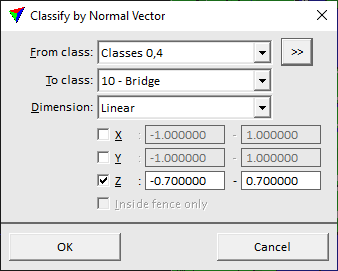 Classify by Normal Vector
From class: Classes 0,4 >>
To class: 10 - Bridge
Dimension: Linear
X : -1.000000 - 1.000000
Y : -1.000000 - 1.000000
Z : -0.700000 - 0.700000
Inside fence only
OK Cancel